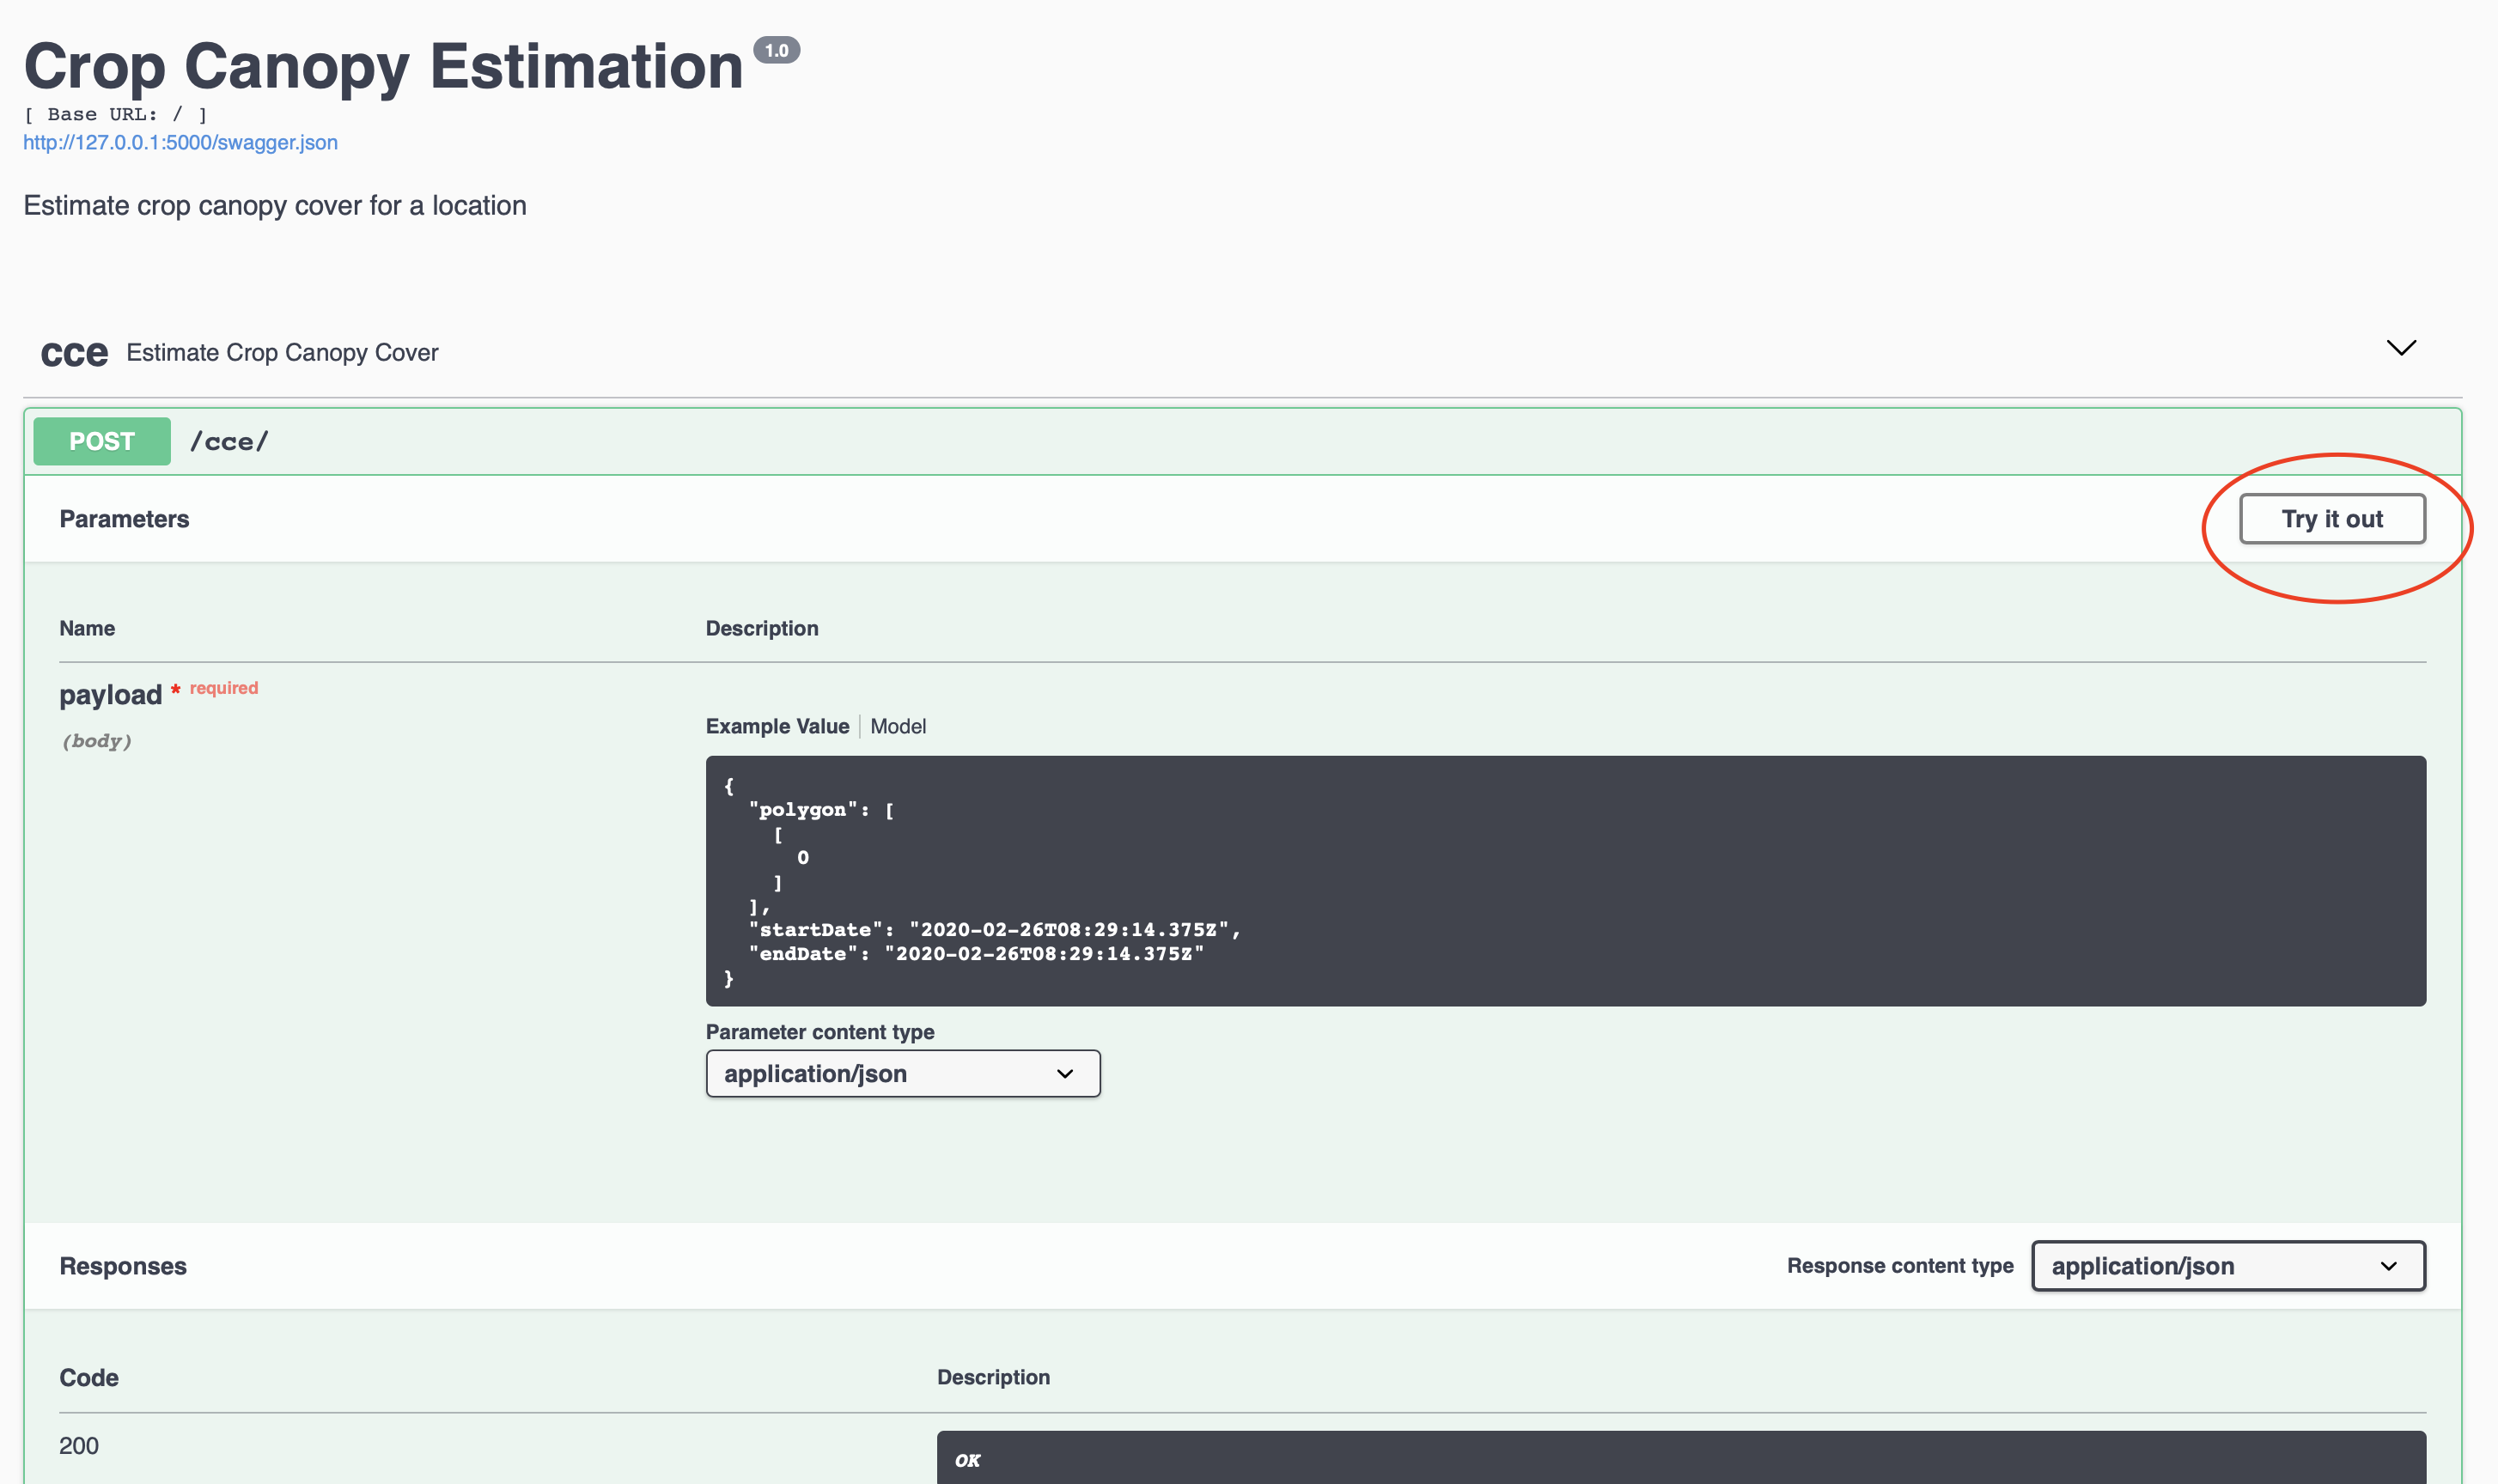 Crop Canopy Estimation 1.0
[ Base URL: / ]
http://127.0.0.1:5000/swagger.json
Estimate crop canopy cover for a location
cce Estimate Crop Canopy Cover
POST /cce/
Parameters Try it out
Name Description
payload * required
(body)
Example Value Model
{
  "polygon": [
    [
      0
    ]
  ],
  "startDate": "2020-02-26T08:29:14.375Z",
  "endDate": "2020-02-26T08:29:14.375Z"
}
Parameter content type
application/json
Responses Response content type application/json
Code Description
200 OK